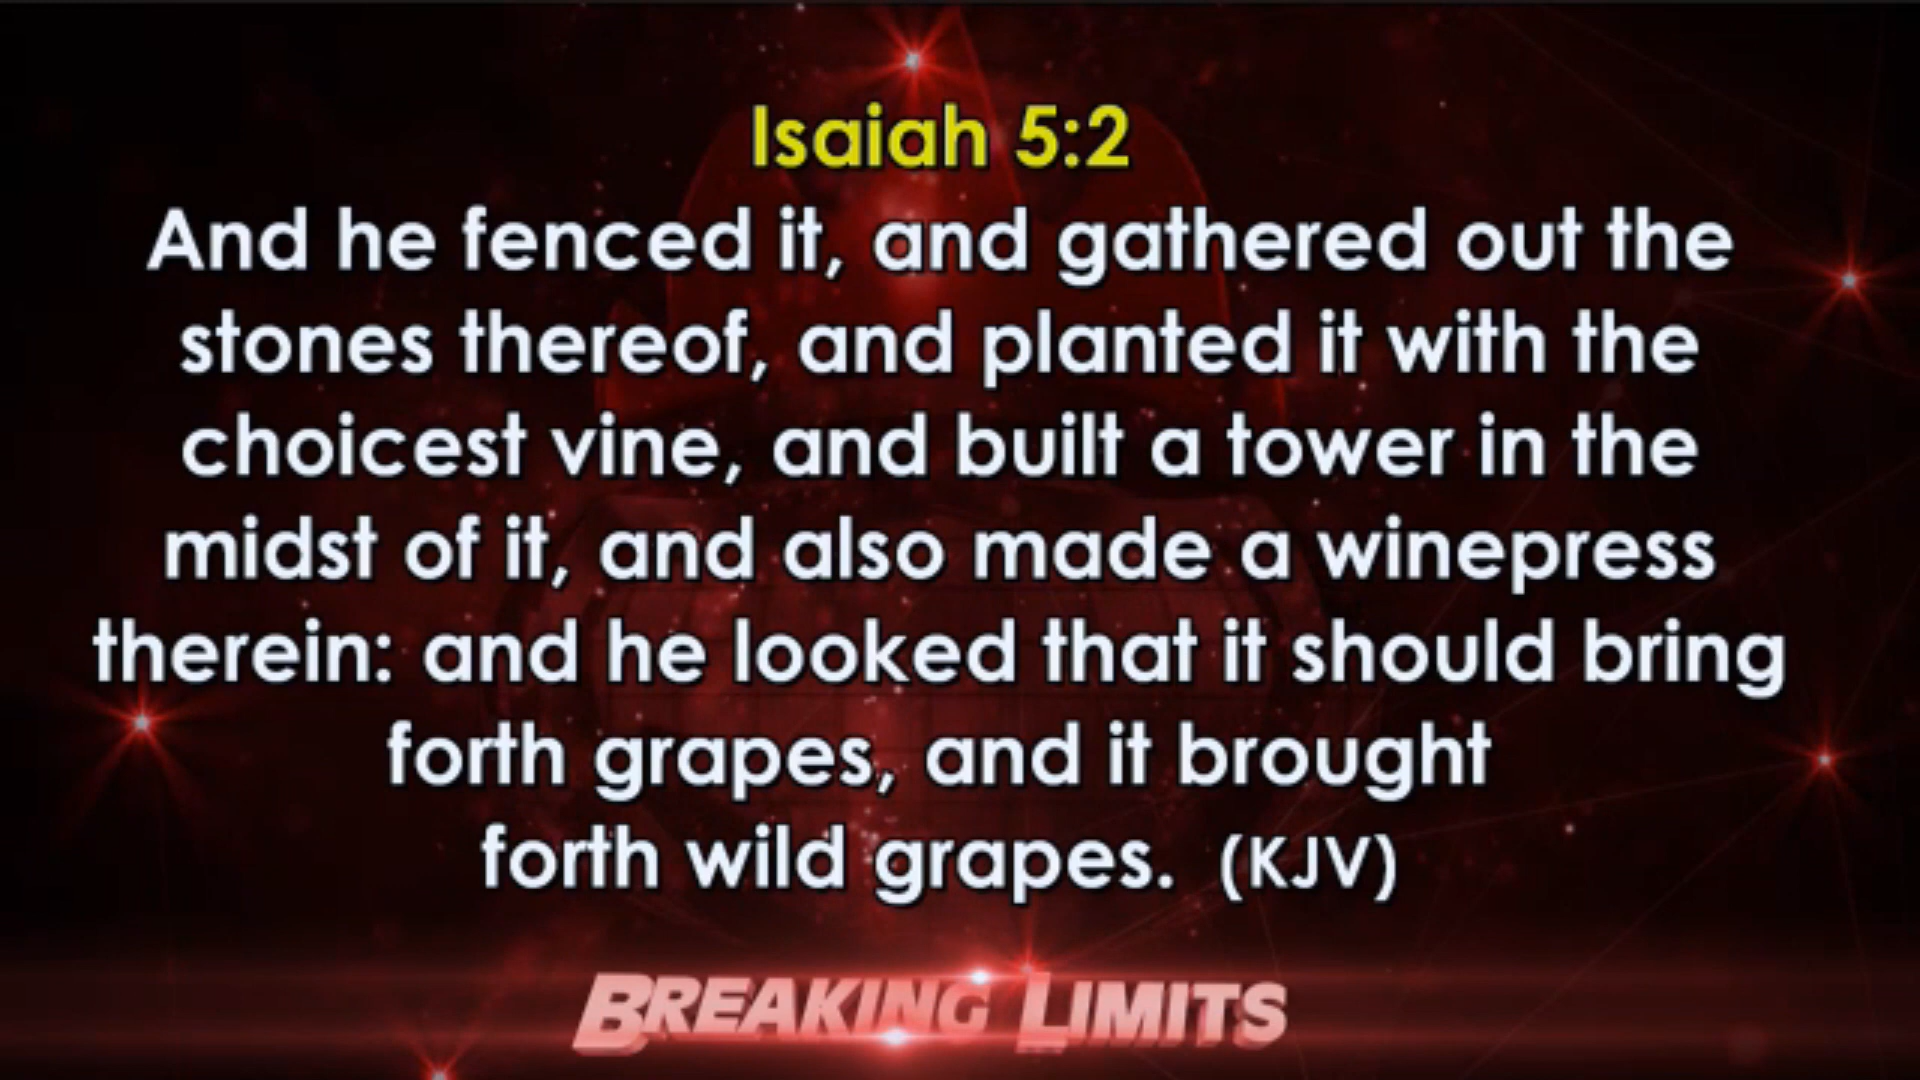 Isaiah 5:2
And he fenced it, and gathered out the
stones thereof, and planted it with the
choicest vine, and built a tower in the
midst of it, and also made a winepress
therein: and he looked that it should bring
forth grapes, and it brought
forth wild grapes.  (KJV)
BREAKING LIMITS